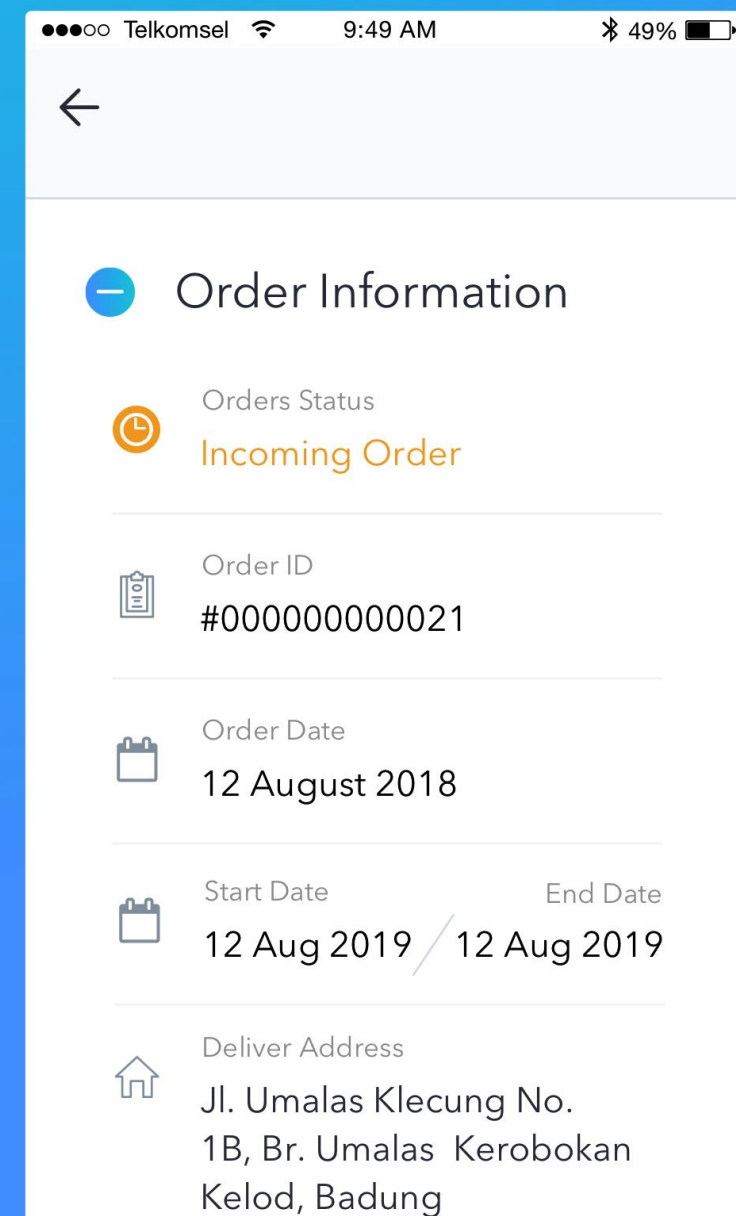 Telkomsel 9:49 AM 49%
Order Information
Orders Status
Incoming Order
Order ID
#000000000021
Order Date
12 August 2018
Start Date End Date
12 Aug 2019 12 Aug 2019
Deliver Address
Jl. Umalas Klecung No.
1B, Br. Umalas Kerobokan
Kelod, Badung